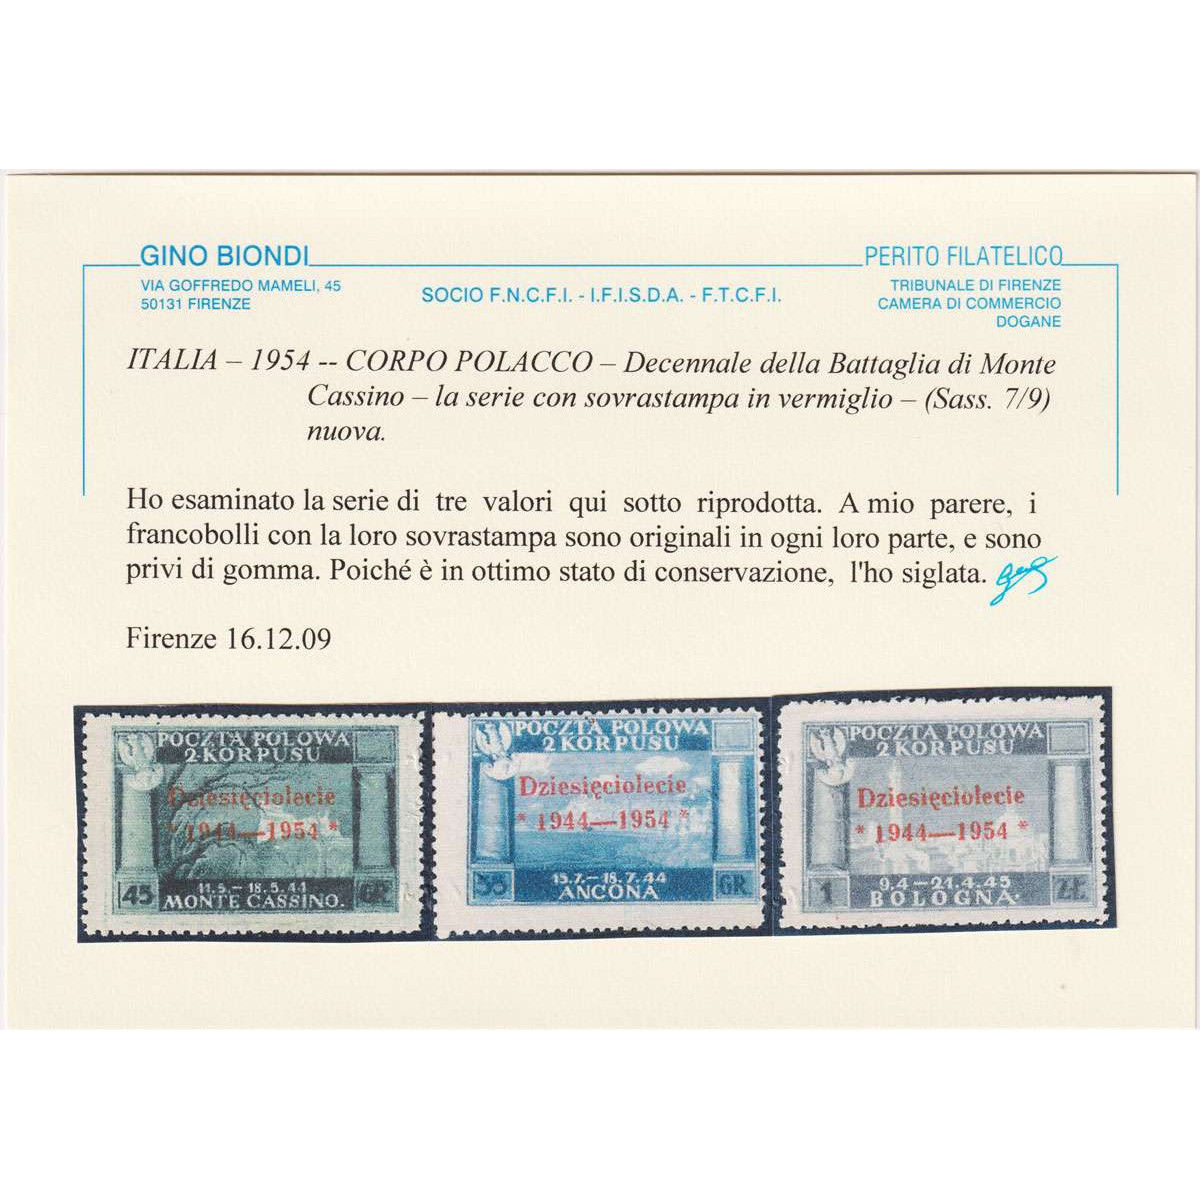 GINO BIONDI
PERITO FILATELICO
VIA GOFFREDO MAMELI, 45
50131 FIRENZE
SOCIO F.N.C.F.I. - I.F.I.S.D.A. - F.T.C.F.I.
TRIBUNALE DI FIRENZE
CAMERA DI COMMERCIO
DOGANE
ITALIA – 1954 -- CORPO POLACCO – Decennale della Battaglia di Monte
Cassino – la serie con sovrastampa in vermiglio – (Sass. 7/9)
nuova.
Ho esaminato la serie di tre valori qui sotto riprodotta. A mio parere, i
francobolli con la loro sovrastampa sono originali in ogni loro parte, e sono
privi di gomma. Poiché è in ottimo stato di conservazione, l'ho siglata.
Firenze 16.12.09
POCZTA POLOWA
2 KORPUSU
Dziesięciolecie
* 1944—1954 *
11.5.– 18.5.44
45 GR.
MONTE CASSINO.
POCZTA POLOWA
2 KORPUSU
Dziesięciolecie
* 1944—1954 *
15.7.– 18.7.44
55 GR.
ANCONA
POCZTA POLOWA
2 KORPUSU
Dziesięciolecie
* 1944—1954 *
9.4 – 21.4.45
1 ZŁ.
BOLOGNA.